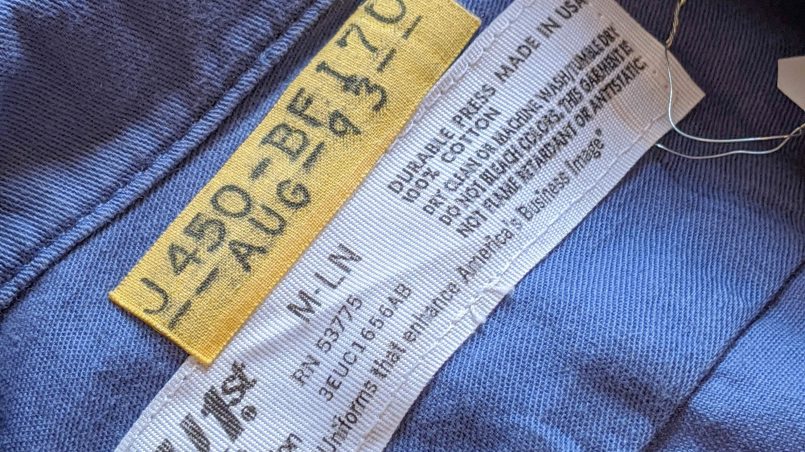 J 450-BF 170
-- AUG - 93 -
DURABLE PRESS MADE IN USA
100% COTTON
DRY CLEAN OR MACHINE WASH/TUMBLE DRY
DO NOT BLEACH COLORS, THIS GARMENT IS
NOT FLAME RETARDANT OR ANTISTATIC
M-LN
RN 53775
3EUC1656AB
Uniforms that enhance America's Business Image®
1st